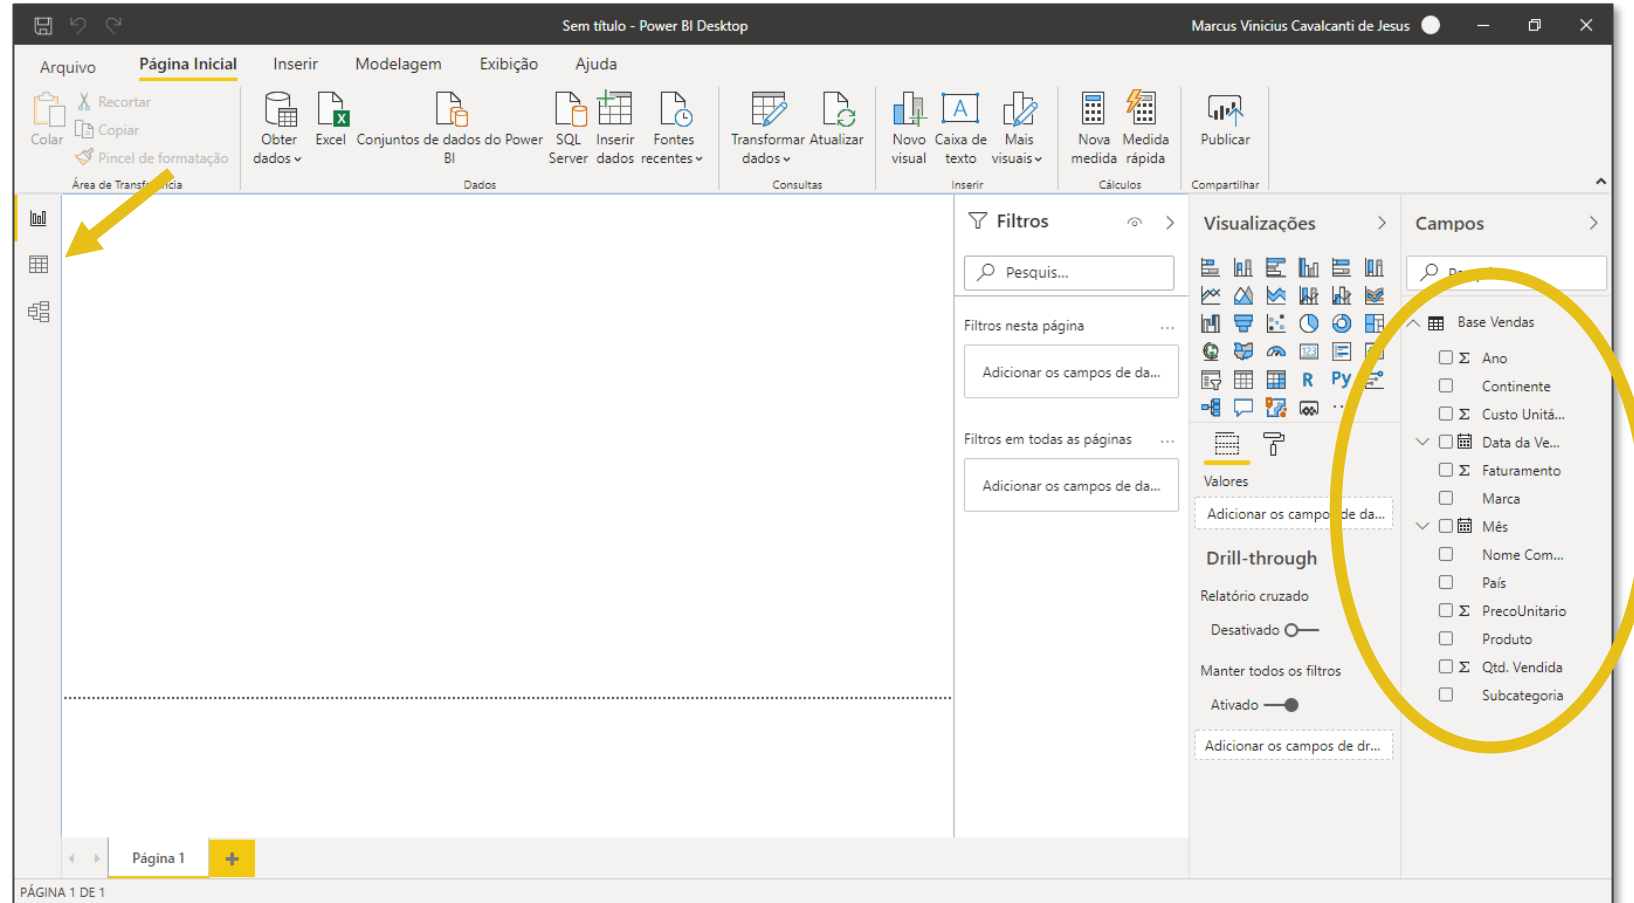 Sem título - Power BI Desktop
Marcus Vinicius Cavalcanti de Jesus
Arquivo
Página Inicial
Inserir
Modelagem
Exibição
Ajuda
Colar
Recortar
Copiar
Pincel de formatação
Área de
Obter
dados
Excel
Conjuntos de dados do Power
BI
SQL
Server
Inserir
dados
Fontes
recentes
Dados
Transformar
dados
Atualizar
Consultas
Novo
visual
Caixa de
texto
Mais
visuais
Inserir
Nova
medida
Medida
rápida
Cálculos
Publicar
Compartilhar
Filtros
Pesquis...
Filtros nesta página
...
Adicionar os campos de da...
Filtros em todas as páginas
...
Adicionar os campos de da...
Visualizações
123
R
Py
Valores
Adicionar os campos de da...
Drill-through
Relatório cruzado
Desativado
Manter todos os filtros
Ativado
Adicionar os campos de dr...
Campos
Base Vendas
Σ Ano
Continente
Σ Custo Unitá...
Data da Ve...
Σ Faturamento
Marca
Mês
Nome Com...
País
Σ PrecoUnitario
Produto
Σ Qtd. Vendida
Subcategoria
Página 1
+
PÁGINA 1 DE 1